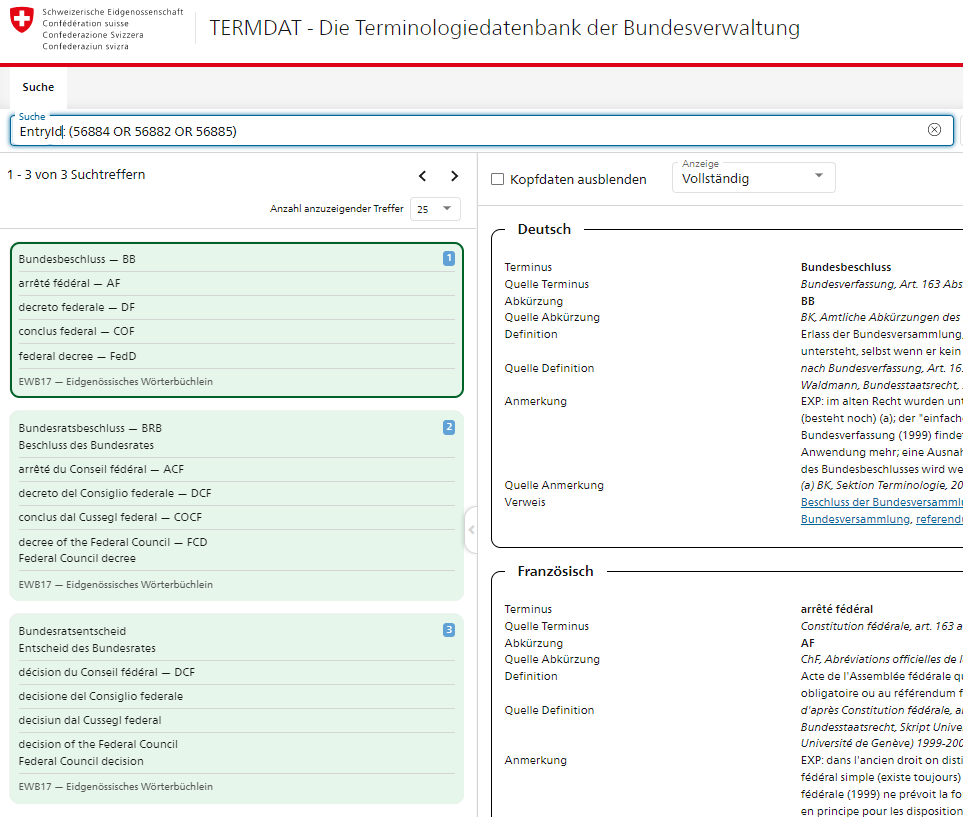 Schweizerische Eidgenossenschaft
Confédération suisse
Confederazione Svizzera
Confederaziun svizra
TERMDAT - Die Terminologiedatenbank der Bundesverwaltung
Suche
Suche
EntryId: (56884 OR 56882 OR 56885)
1 - 3 von 3 Suchtreffern
Anzahl anzuzeigender Treffer 25
Bundesbeschluss — BB 1
arrêté fédéral — AF
decreto federale — DF
conclus federal — COF
federal decree — FedD
EWB17 — Eidgenössisches Wörterbüchlein
Bundesratsbeschluss — BRB 2
Beschluss des Bundesrates
arrêté du Conseil fédéral — ACF
decreto del Consiglio federale — DCF
conclus dal Cussegl federal — COCF
decree of the Federal Council — FCD
Federal Council decree
EWB17 — Eidgenössisches Wörterbüchlein
Bundesratsentscheid 3
Entscheid des Bundesrates
décision du Conseil fédéral — DCF
decisione del Consiglio federale
decisiun dal Cussegl federal
decision of the Federal Council
Federal Council decision
EWB17 — Eidgenössisches Wörterbüchlein
Kopfdaten ausblenden
Anzeige
Vollständig
Deutsch
Terminus Bundesbeschluss
Quelle Terminus Bundesverfassung, Art. 163 Abs
Abkürzung BB
Quelle Abkürzung BK, Amtliche Abkürzungen des
Definition Erlass der Bundesversammlung,
untersteht, selbst wenn er kein
Quelle Definition nach Bundesverfassung, Art. 16
Waldmann, Bundesstaatsrecht,
Anmerkung EXP: im alten Recht wurden unt
(besteht noch) (a); der "einfach
Bundesverfassung (1999) finde
Anwendung mehr; eine Ausnah
des Bundesbeschlusses wird we
Quelle Anmerkung (a) BK, Sektion Terminologie, 20
Verweis Beschluss der Bundesversamml
Bundesversammlung, referend
Französisch
Terminus arrêté fédéral
Quelle Terminus Constitution fédérale, art. 163 a
Abkürzung AF
Quelle Abkürzung ChF, Abréviations officielles de l
Definition Acte de l'Assemblée fédérale qu
obligatoire ou au référendum f
Quelle Definition d'après Constitution fédérale, a
Bundesstaatsrecht, Skript Unive
Université de Genève) 1999-200
Anmerkung EXP: dans l'ancien droit on disti
fédéral simple (existe toujours)
fédérale (1999) ne prévoit la fo
en principe pour les disposition